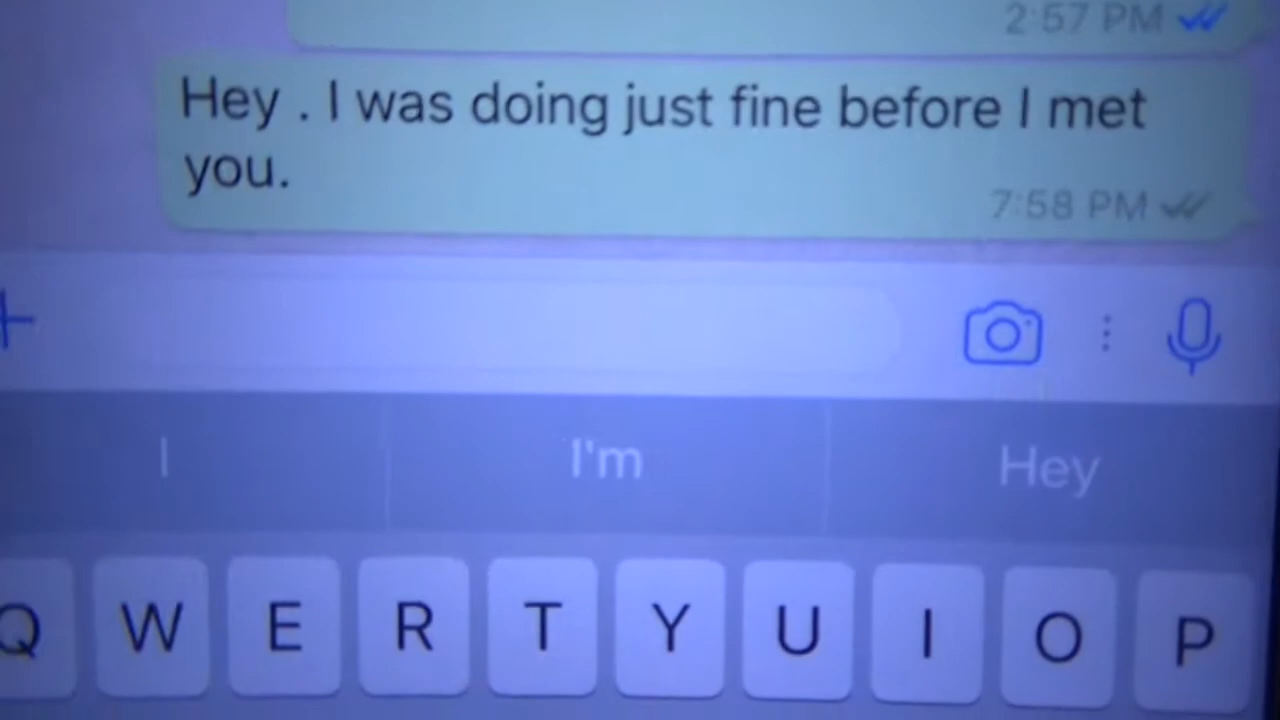 2:57 PM
Hey . I was doing just fine before I met
you.
7:58 PM
I
I'm
Hey
Q W E R T Y U I O P